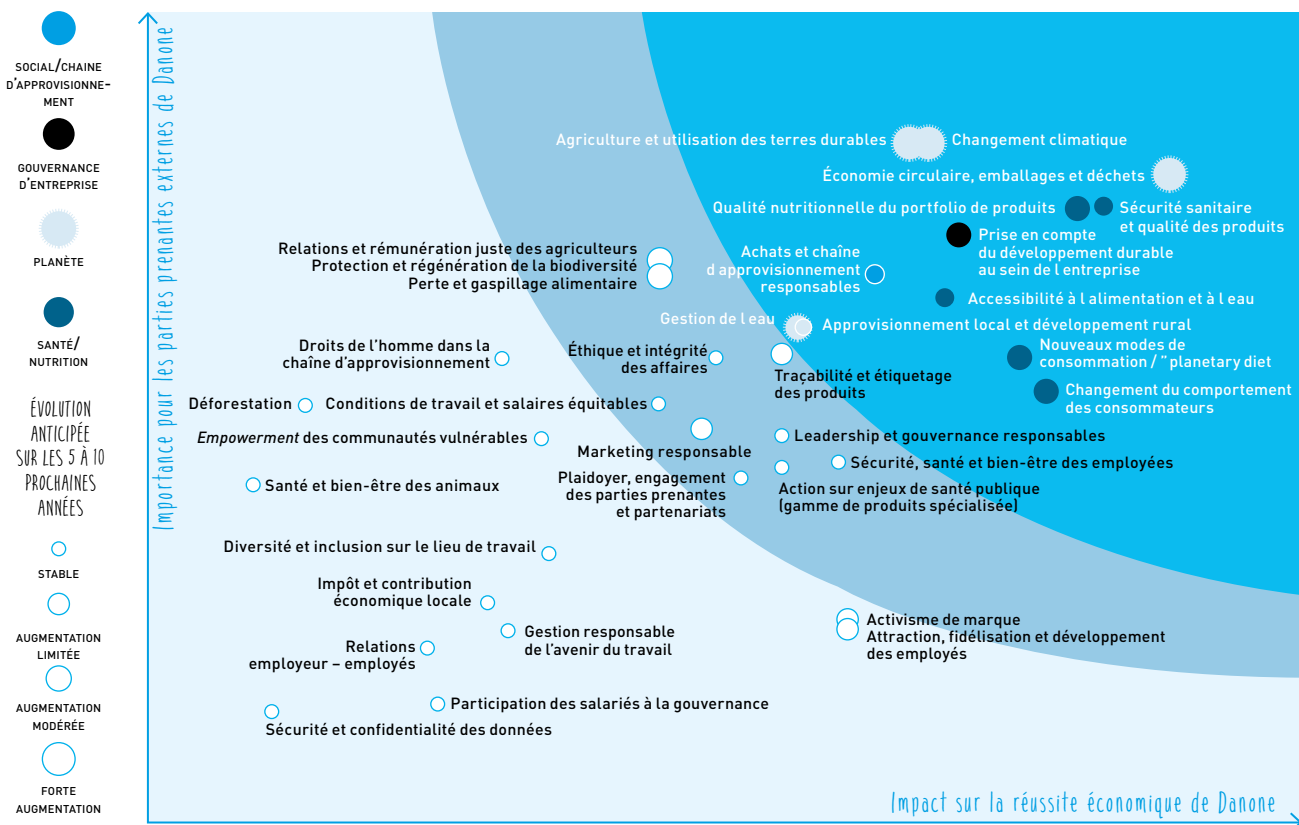 SOCIAL/CHAINE
D'APPROVISIONNE-
MENT
GOUVERNANCE
D'ENTREPRISE
PLANÈTE
SANTÉ/
NUTRITION
ÉVOLUTION
ANTICIPÉE
SUR LES 5 À 10
PROCHAINES
ANNÉES
STABLE
AUGMENTATION
LIMITÉE
AUGMENTATION
MODÉRÉE
FORTE
AUGMENTATION
Importance pour les parties prenantes externes de Danone
Agriculture et utilisation des terres durables
Changement climatique
Économie circulaire, emballages et déchets
Qualité nutritionnelle du portfolio de produits
Sécurité sanitaire
et qualité des produits
Prise en compte
du développement durable
au sein de l entreprise
Relations et rémunération juste des agriculteurs
Protection et régénération de la biodiversité
Perte et gaspillage alimentaire
Achats et chaîne
d approvisionnement
responsables
Accessibilité à l alimentation et à l eau
Gestion de l eau
Approvisionnement local et développement rural
Droits de l'homme dans la
chaîne d'approvisionnement
Éthique et intégrité
des affaires
Traçabilité et étiquetage
des produits
Nouveaux modes de
consommation / " planetary diet
Changement du comportement
des consommateurs
Déforestation
Conditions de travail et salaires équitables
Empowerment des communautés vulnérables
Marketing responsable
Leadership et gouvernance responsables
Sécurité, santé et bien-être des employées
Santé et bien-être des animaux
Plaidoyer, engagement
des parties prenantes
et partenariats
Action sur enjeux de santé publique
(gamme de produits spécialisée)
Diversité et inclusion sur le lieu de travail
Impôt et contribution
économique locale
Gestion responsable
de l'avenir du travail
Relations
employeur – employés
Activisme de marque
Attraction, fidélisation et développement
des employés
Participation des salariés à la gouvernance
Sécurité et confidentialité des données
Impact sur la réussite économique de Danone